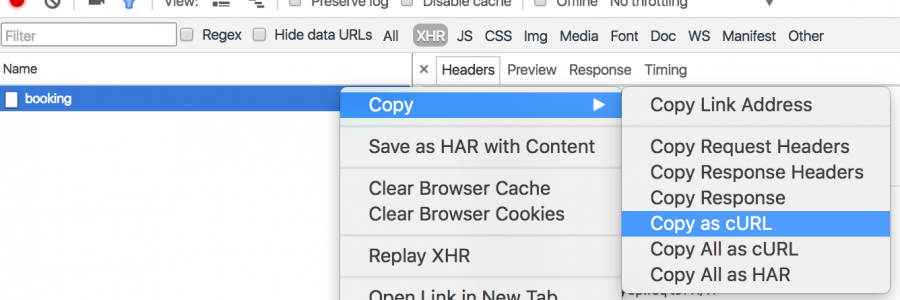 View: Preserve log Disable cache Offline No throttling
Filter Regex Hide data URLs All XHR JS CSS Img Media Font Doc WS Manifest Other
Name × Headers Preview Response Timing
booking
Copy
Save as HAR with Content
Clear Browser Cache
Clear Browser Cookies
Replay XHR
Open Link in New Tab
Copy Link Address
Copy Request Headers
Copy Response Headers
Copy Response
Copy as cURL
Copy All as cURL
Copy All as HAR